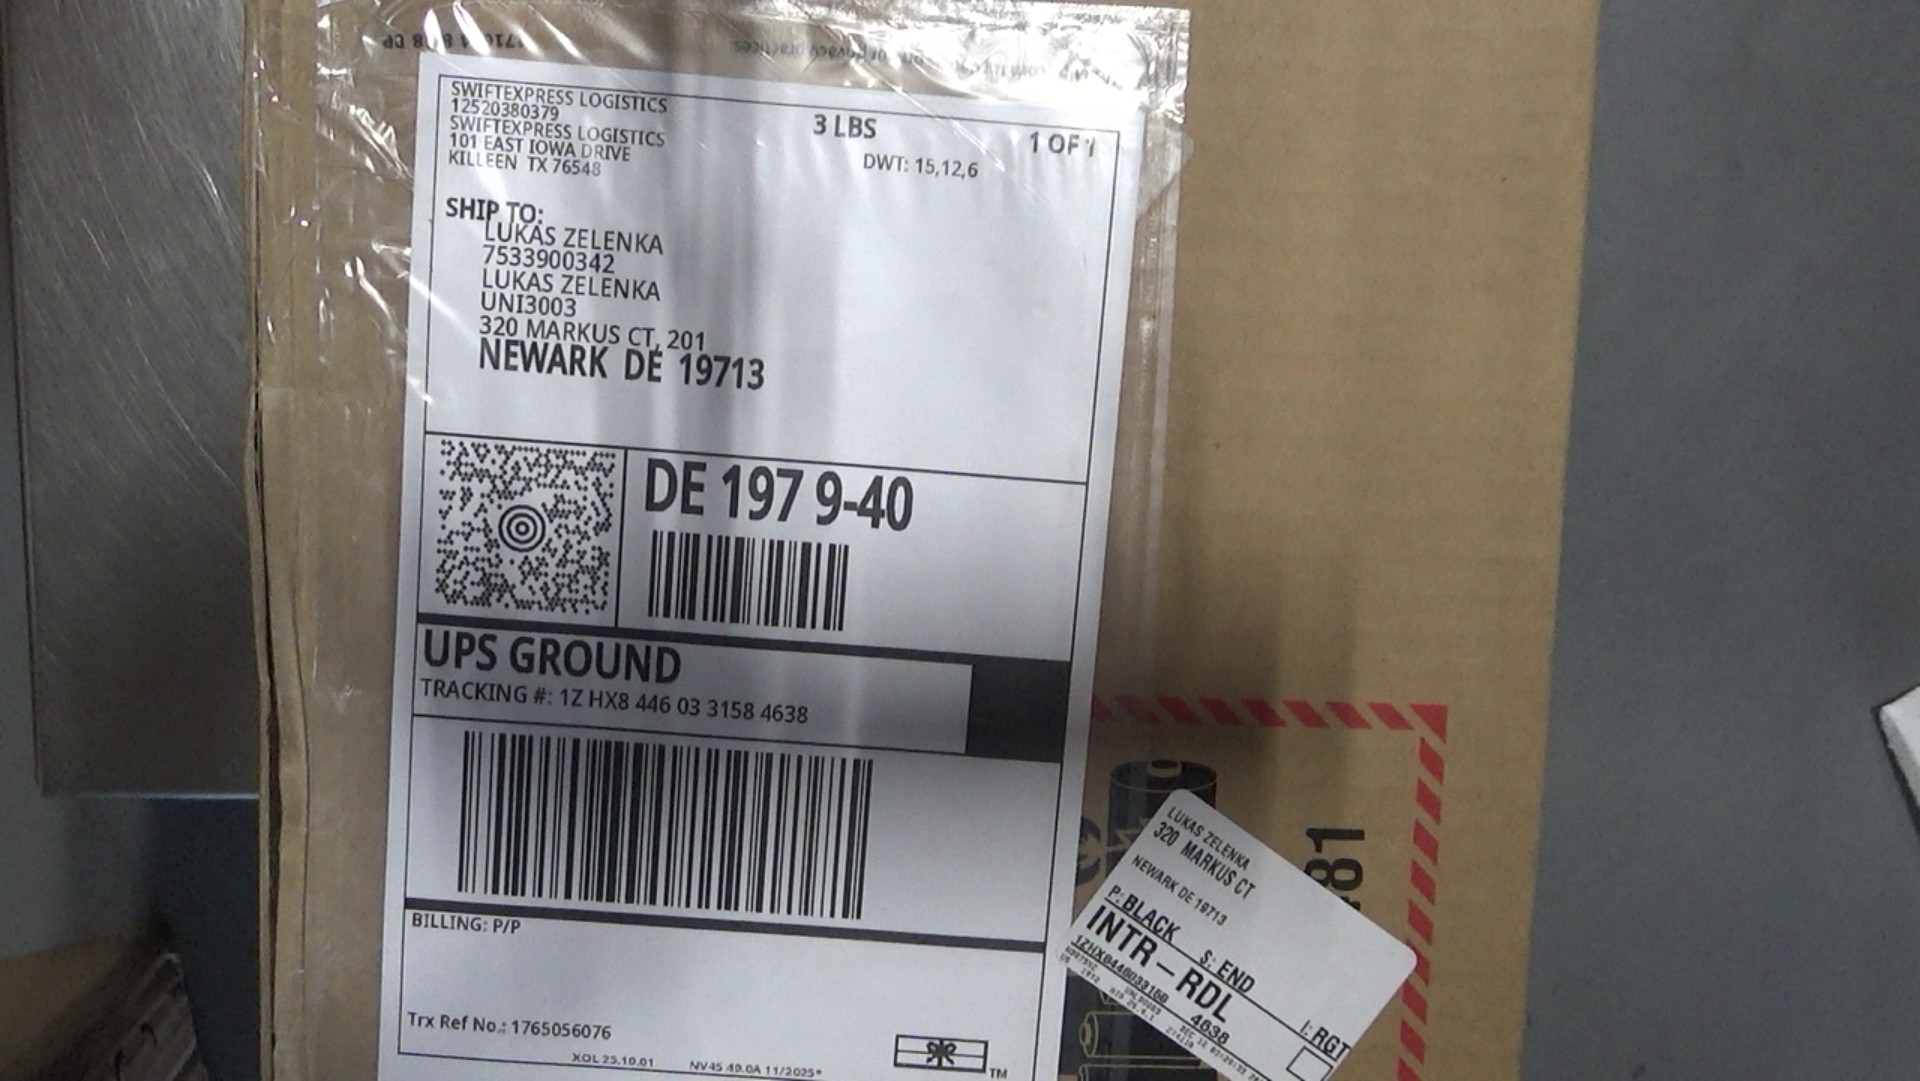 SWIFTEXPRESS LOGISTICS
12520380379
SWIFTEXPRESS LOGISTICS
101 EAST IOWA DRIVE
KILLEEN TX 76548
3 LBS
1 OF 1
DWT: 15,12,6
SHIP TO:
LUKAS ZELENKA
7533900342
LUKAS ZELENKA
UNI3003
320 MARKUS CT, 201
NEWARK DE 19713
DE 197 9-40
UPS GROUND
TRACKING #: 1Z HX8 446 03 3158 4638
BILLING: P/P
Trx Ref No.: 1765056076
XOL 25.10.01
NV45 49.0A 11/2025*
TM
81
LUKAS ZELENKA
320 MARKUS CT
NEWARK DE 19713
P: BLACK S: END
INTR-RDL
I: RGT
1ZHX84460331584638